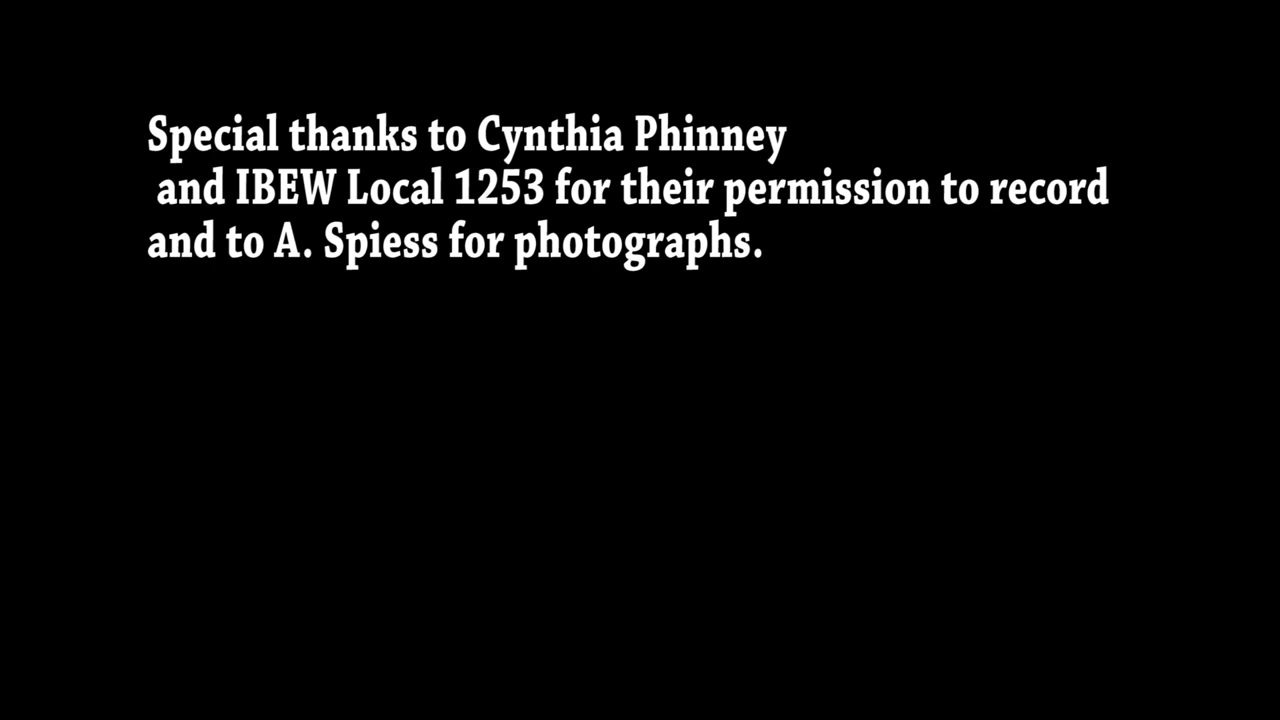 Special thanks to Cynthia Phinney
and IBEW Local 1253 for their permission to record
and to A. Spiess for photographs.